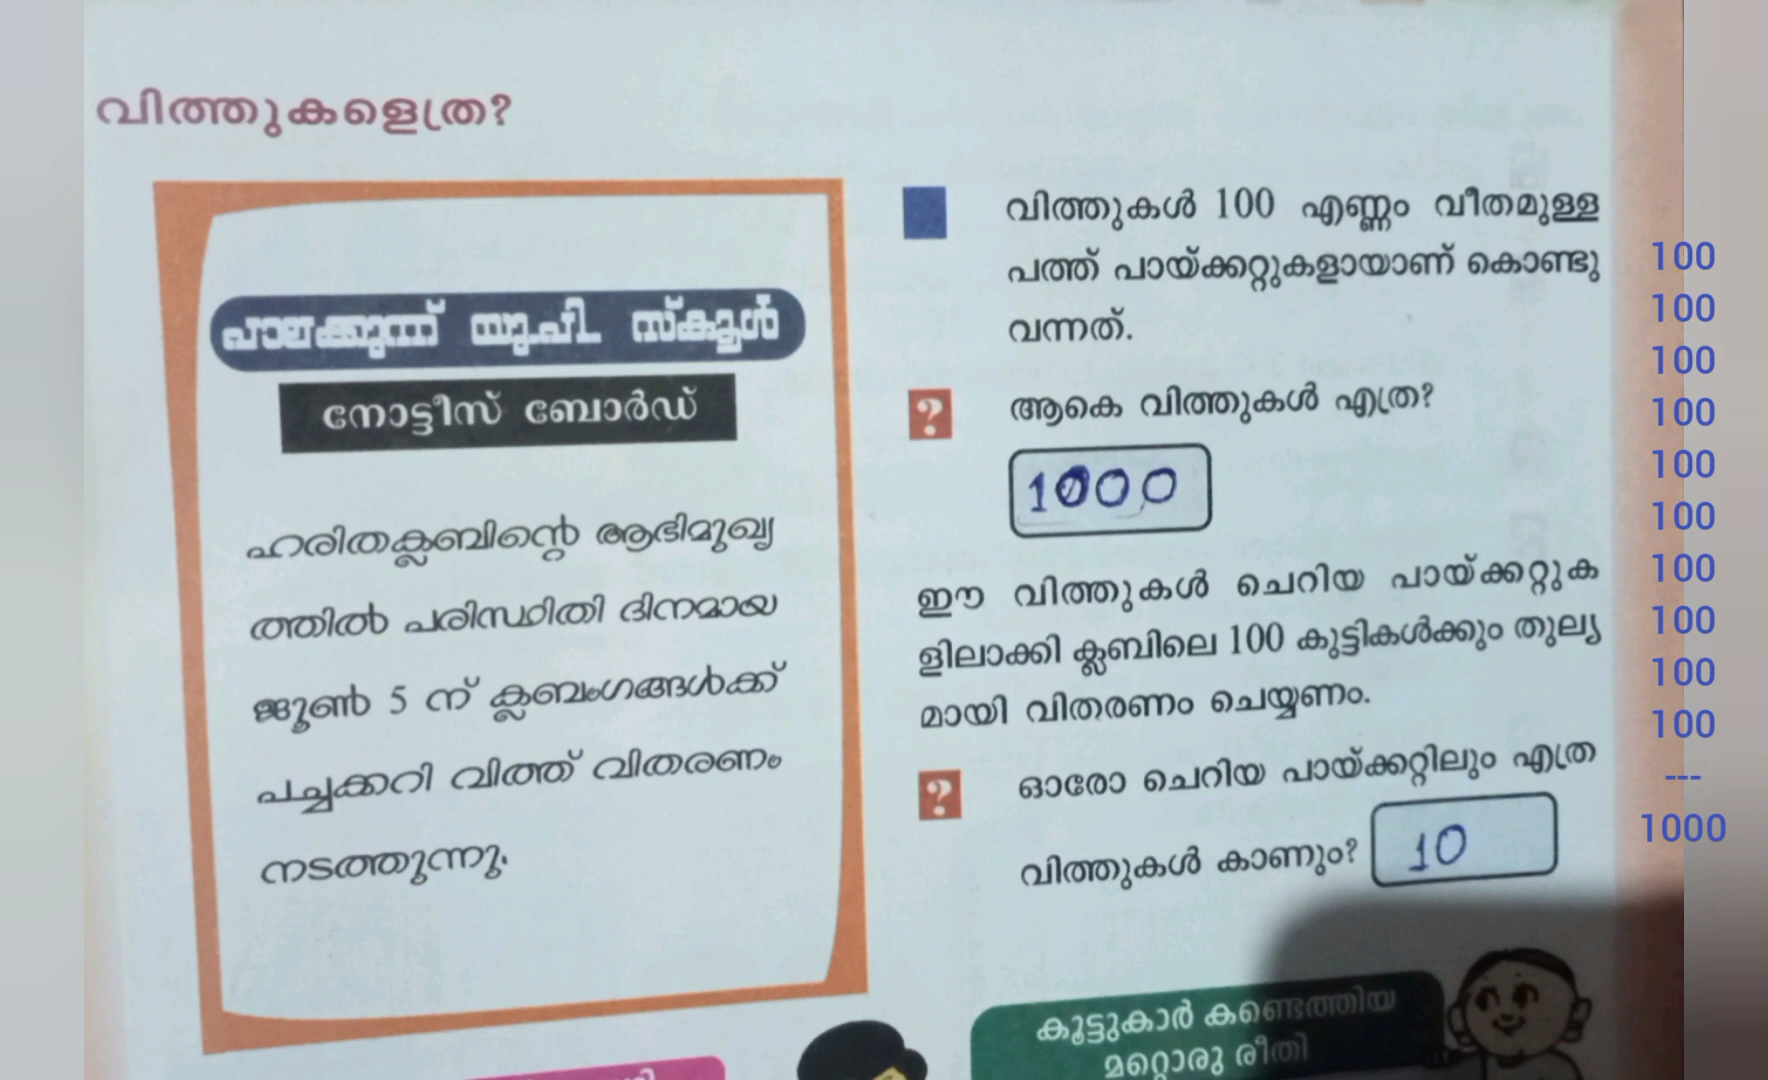 വിത്തുകളെത്ര?
പാലക്കുന്ന് യു.പി. സ്കൂൾ
നോട്ടീസ് ബോർഡ്
ഹരിതക്ലബിന്റെ ആഭിമുഖ്യ
ത്തിൽ പരിസ്ഥിതി ദിനമായ
ജൂൺ 5 ന് ക്ലബംഗങ്ങൾക്ക്
പച്ചക്കറി വിത്ത് വിതരണം
നടത്തുന്നു.
വിത്തുകൾ 100 എണ്ണം വീതമുള്ള
പത്ത് പായ്ക്കറ്റുകളായാണ് കൊണ്ടു
വന്നത്.
? ആകെ വിത്തുകൾ എത്ര?
1000
ഈ വിത്തുകൾ ചെറിയ പായ്ക്കറ്റുക
ളിലാക്കി ക്ലബിലെ 100 കുട്ടികൾക്കും തുല്യ
മായി വിതരണം ചെയ്യണം.
? ഓരോ ചെറിയ പായ്ക്കറ്റിലും എത്ര
വിത്തുകൾ കാണും? 10
കൂട്ടുകാർ കണ്ടെത്തിയ
മറ്റൊരു രീതി
100
100
100
100
100
100
100
100
100
100
---
1000